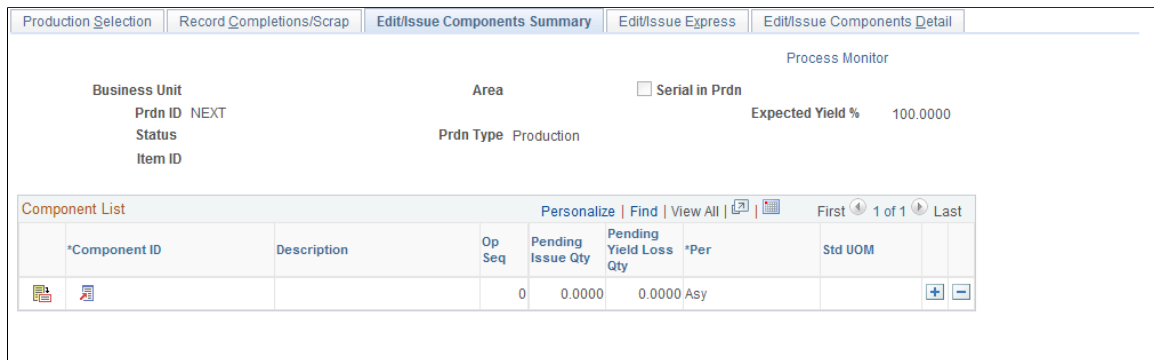 Production Selection Record Completions/Scrap Edit/Issue Components Summary Edit/Issue Express Edit/Issue Components Detail
Process Monitor
Business Unit Area Serial in Prdn
Prdn ID NEXT Expected Yield % 100.0000
Status Prdn Type Production
Item ID
Component List Personalize | Find | View All | | First 1 of 1 Last
*Component ID Description Op Seq Pending Issue Qty Pending Yield Loss Qty *Per Std UOM
0 0.0000 0.0000 Asy